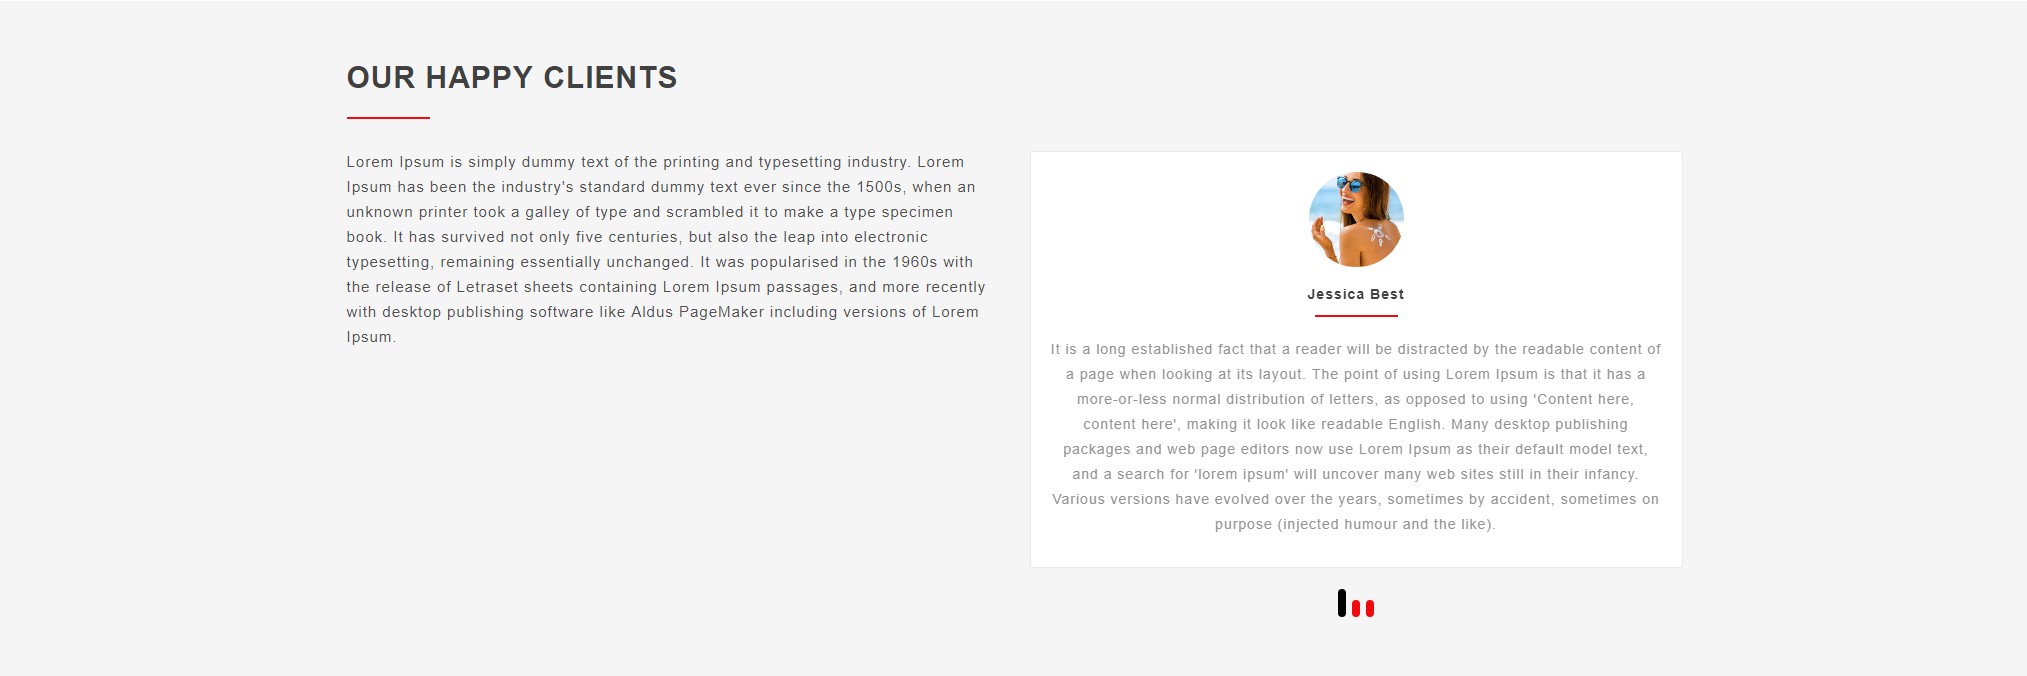 OUR HAPPY CLIENTS
Lorem Ipsum is simply dummy text of the printing and typesetting industry. Lorem
Ipsum has been the industry's standard dummy text ever since the 1500s, when an
unknown printer took a galley of type and scrambled it to make a type specimen
book. It has survived not only five centuries, but also the leap into electronic
typesetting, remaining essentially unchanged. It was popularised in the 1960s with
the release of Letraset sheets containing Lorem Ipsum passages, and more recently
with desktop publishing software like Aldus PageMaker including versions of Lorem
Ipsum.
Jessica Best
It is a long established fact that a reader will be distracted by the readable content of
a page when looking at its layout. The point of using Lorem Ipsum is that it has a
more-or-less normal distribution of letters, as opposed to using 'Content here,
content here', making it look like readable English. Many desktop publishing
packages and web page editors now use Lorem Ipsum as their default model text,
and a search for 'lorem ipsum' will uncover many web sites still in their infancy.
Various versions have evolved over the years, sometimes by accident, sometimes on
purpose (injected humour and the like).